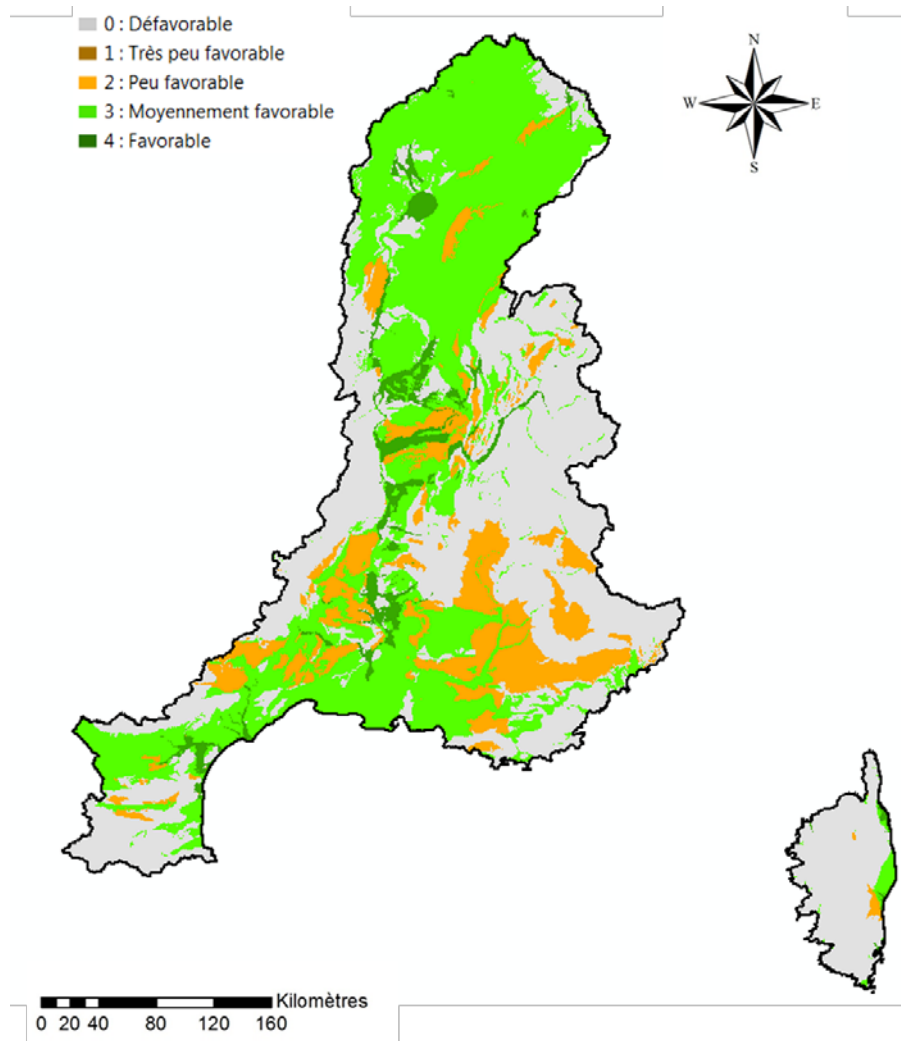 0 : Défavorable
1 : Très peu favorable
2 : Peu favorable
3 : Moyennement favorable
4 : Favorable
N
W
E
S
Kilomètres
0 20 40 80 120 160